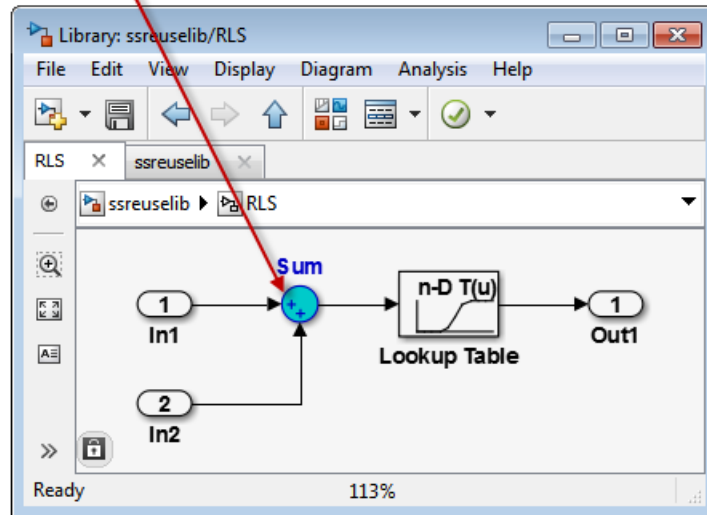 Library: ssreuselib/RLS
File Edit View Display Diagram Analysis Help
RLS ssreuselib
ssreuselib RLS
Sum
n-D T(u)
1
1
In1
Lookup Table
Out1
2
In2
Ready 113%